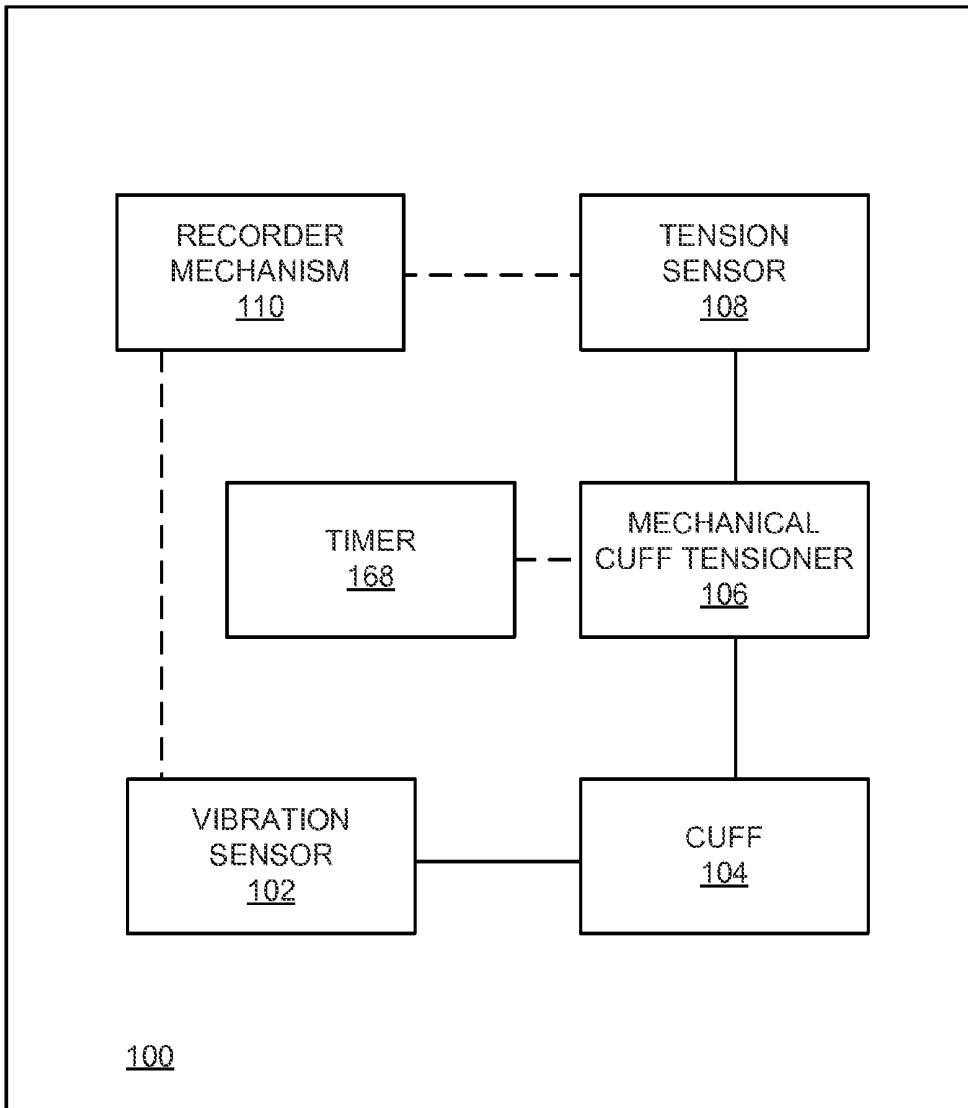 RECORDER
MECHANISM
110
TENSION
SENSOR
108
TIMER
168
MECHANICAL
CUFF TENSIONER
106
VIBRATION
SENSOR
102
CUFF
104
100